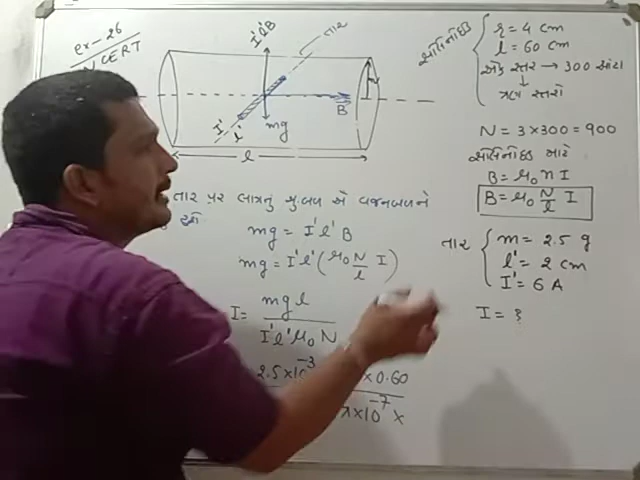 ex-26
NCERT
I'l'B
તાર
I'
l'
mg
B
r
l
સોલિનોઇડ
r = 4 cm
l = 60 cm
એક સ્તર → 300 આંટા
↓
ત્રણ સ્તરો
N = 3×300 = 900
સોલિનોઇડ માટે
B = μ₀ n I
B = μ₀ N/l I
તાર
m = 2.5 g
l' = 2 cm
I' = 6 A
I = ?
તાર પર લાગતું ચુ.બળ એ વજનબળને
mg = I'l'B
mg = I'l' (μ₀ N/l I)
I = mgl / I'l'μ₀N
2.5×10⁻³ × 0.60
π×10⁻⁷ ×